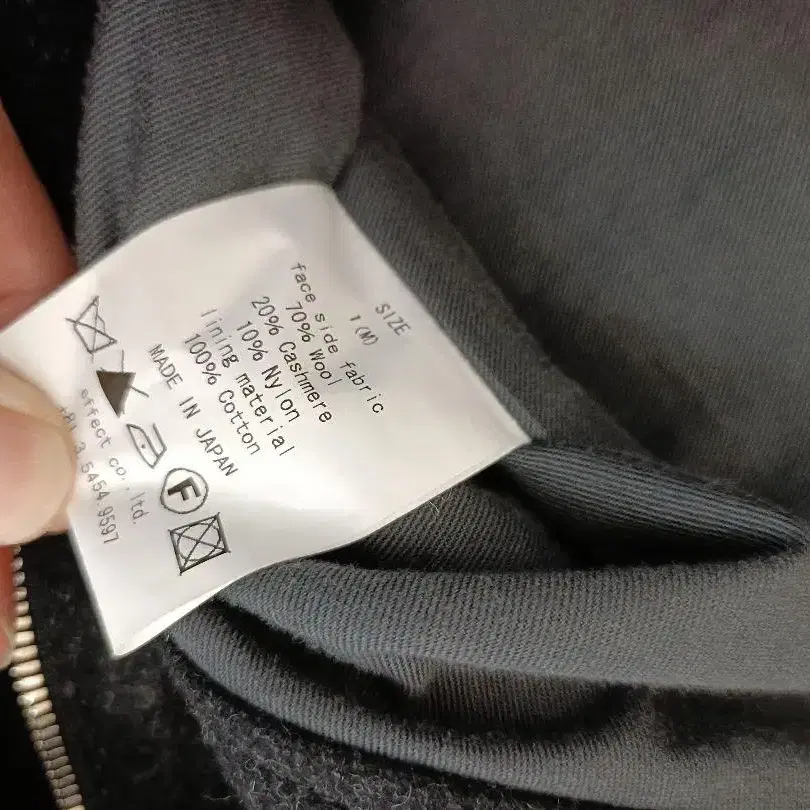 SIZE
1 (M)
face side fabric
70% Wool
20% Cashmere
10% Nylon
lining material
100% Cotton
MADE IN JAPAN
F
effect co., ltd.
+81.3.5454.9597